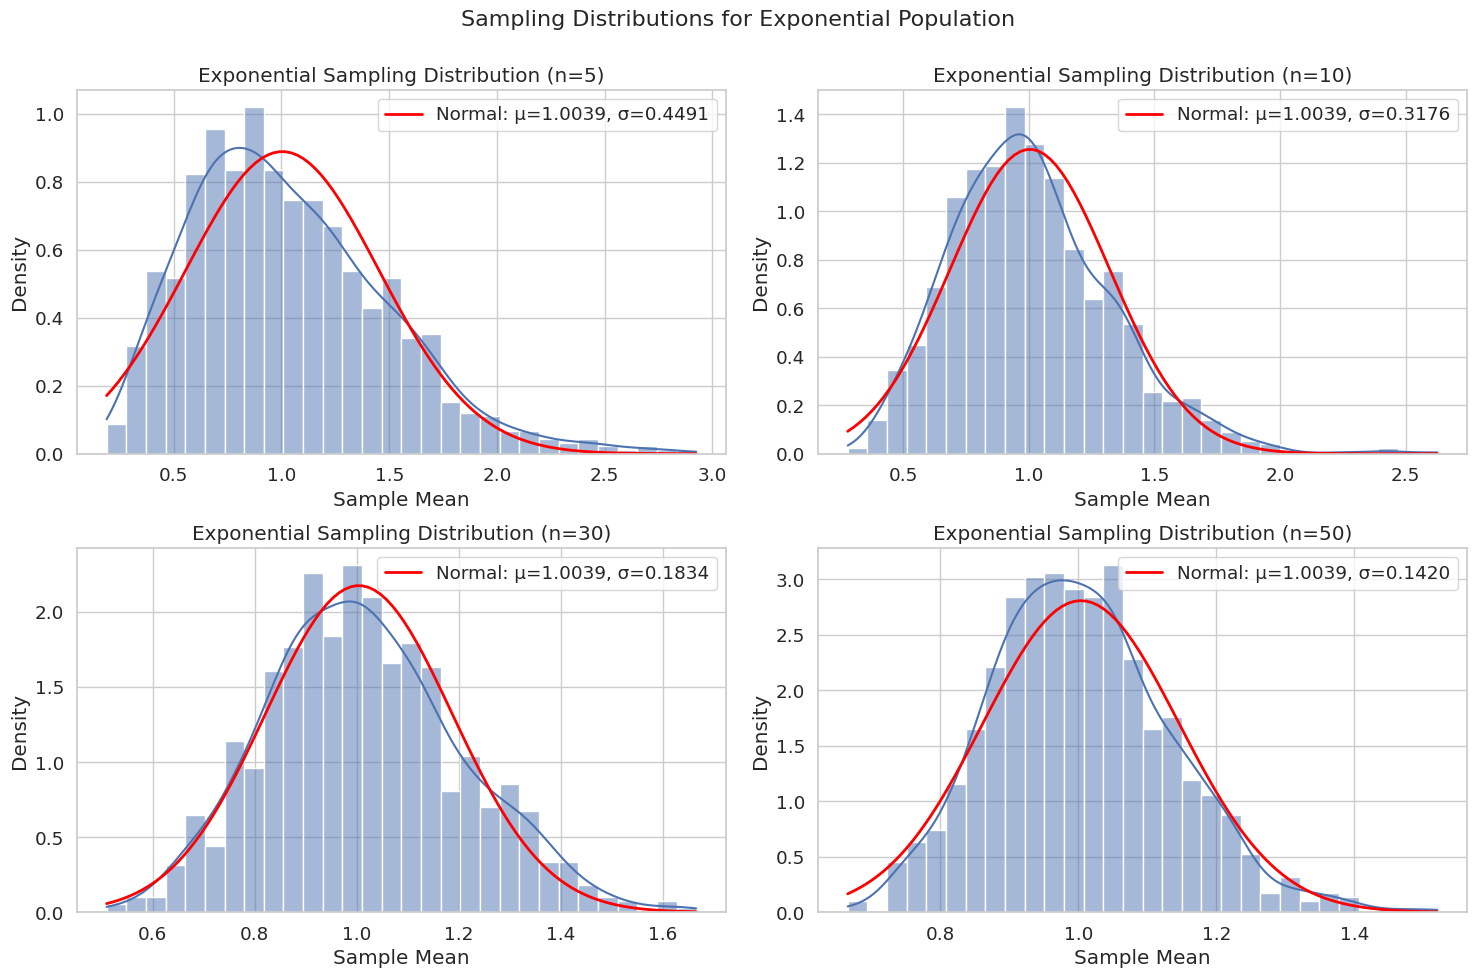 Sampling Distributions for Exponential Population
Exponential Sampling Distribution (n=5)
Normal: μ=1.0039, σ=0.4491
Density
1.0
0.8
0.6
0.4
0.2
0.0
0.5 1.0 1.5 2.0 2.5 3.0
Sample Mean
Exponential Sampling Distribution (n=10)
Normal: μ=1.0039, σ=0.3176
Density
1.4
1.2
1.0
0.8
0.6
0.4
0.2
0.0
0.5 1.0 1.5 2.0 2.5
Sample Mean
Exponential Sampling Distribution (n=30)
Normal: μ=1.0039, σ=0.1834
Density
2.0
1.5
1.0
0.5
0.0
0.6 0.8 1.0 1.2 1.4 1.6
Sample Mean
Exponential Sampling Distribution (n=50)
Normal: μ=1.0039, σ=0.1420
Density
3.0
2.5
2.0
1.5
1.0
0.5
0.0
0.8 1.0 1.2 1.4
Sample Mean